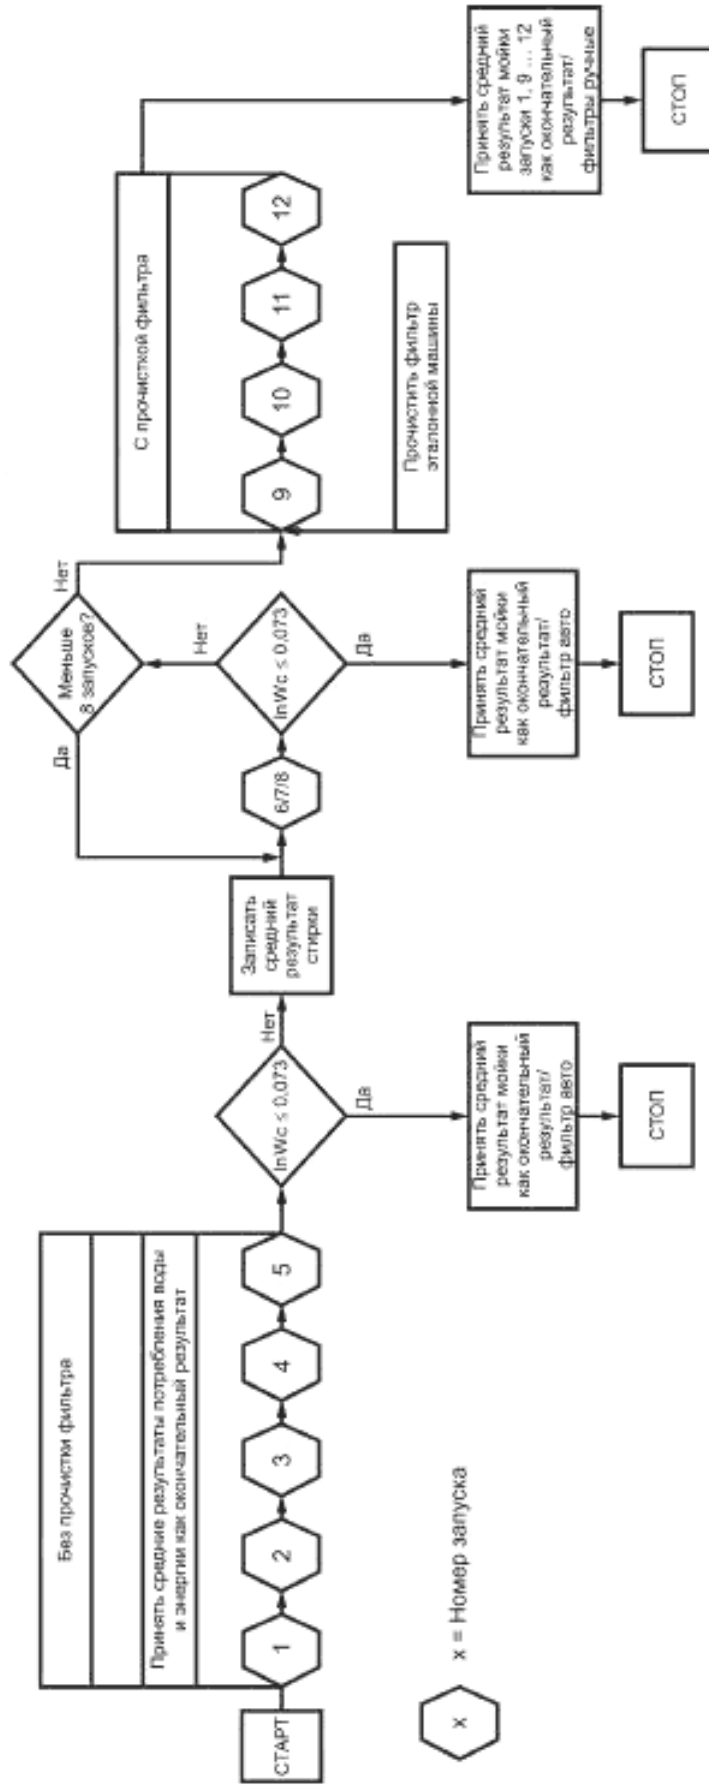 СТАРТ
Без прочистки фильтра
Принять средние результаты потребления воды
и энергии как окончательный результат
1
2
3
4
5
lnWc ≤ 0,073
Нет
Да
Принять средний
результат мойки
как окончательный
результат/
фильтр авто
СТОП
Записать
средний
результат
стирки
6/7/8
lnWc ≤ 0,073
Нет
Да
Меньше
8 запусков?
Да
Нет
Принять средний
результат мойки
как окончательный
результат/
фильтр авто
СТОП
С прочисткой фильтра
9
10
11
12
Прочистить фильтр
эталонной машины
Принять средний
результат мойки
запуски 1, 9 ... 12
как окончательный
результат/
фильтры ручные
СТОП
x
x = Номер запуска